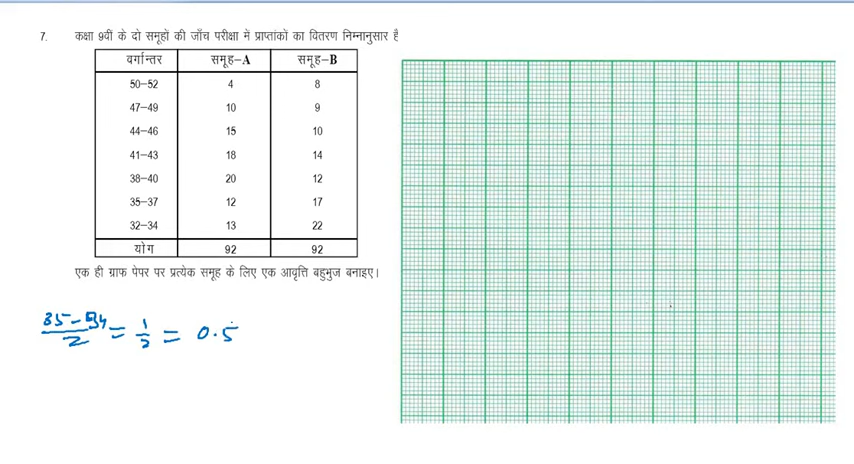 7. कक्षा 9वीं के दो समूहों की जाँच परीक्षा मे प्राप्तांकों का वितरण निम्नानुसार है
वर्गान्तर समूह–A समूह–B
50–52 4 8
47–49 10 9
44–46 15 10
41–43 18 14
38–40 20 12
35–37 12 17
32–34 13 22
योग 92 92
एक ही ग्राफ पेपर पर प्रत्येक समूह के लिए एक आवृत्ति बहुभुज बनाइए।
35-34/2 = 1/2 = 0.5